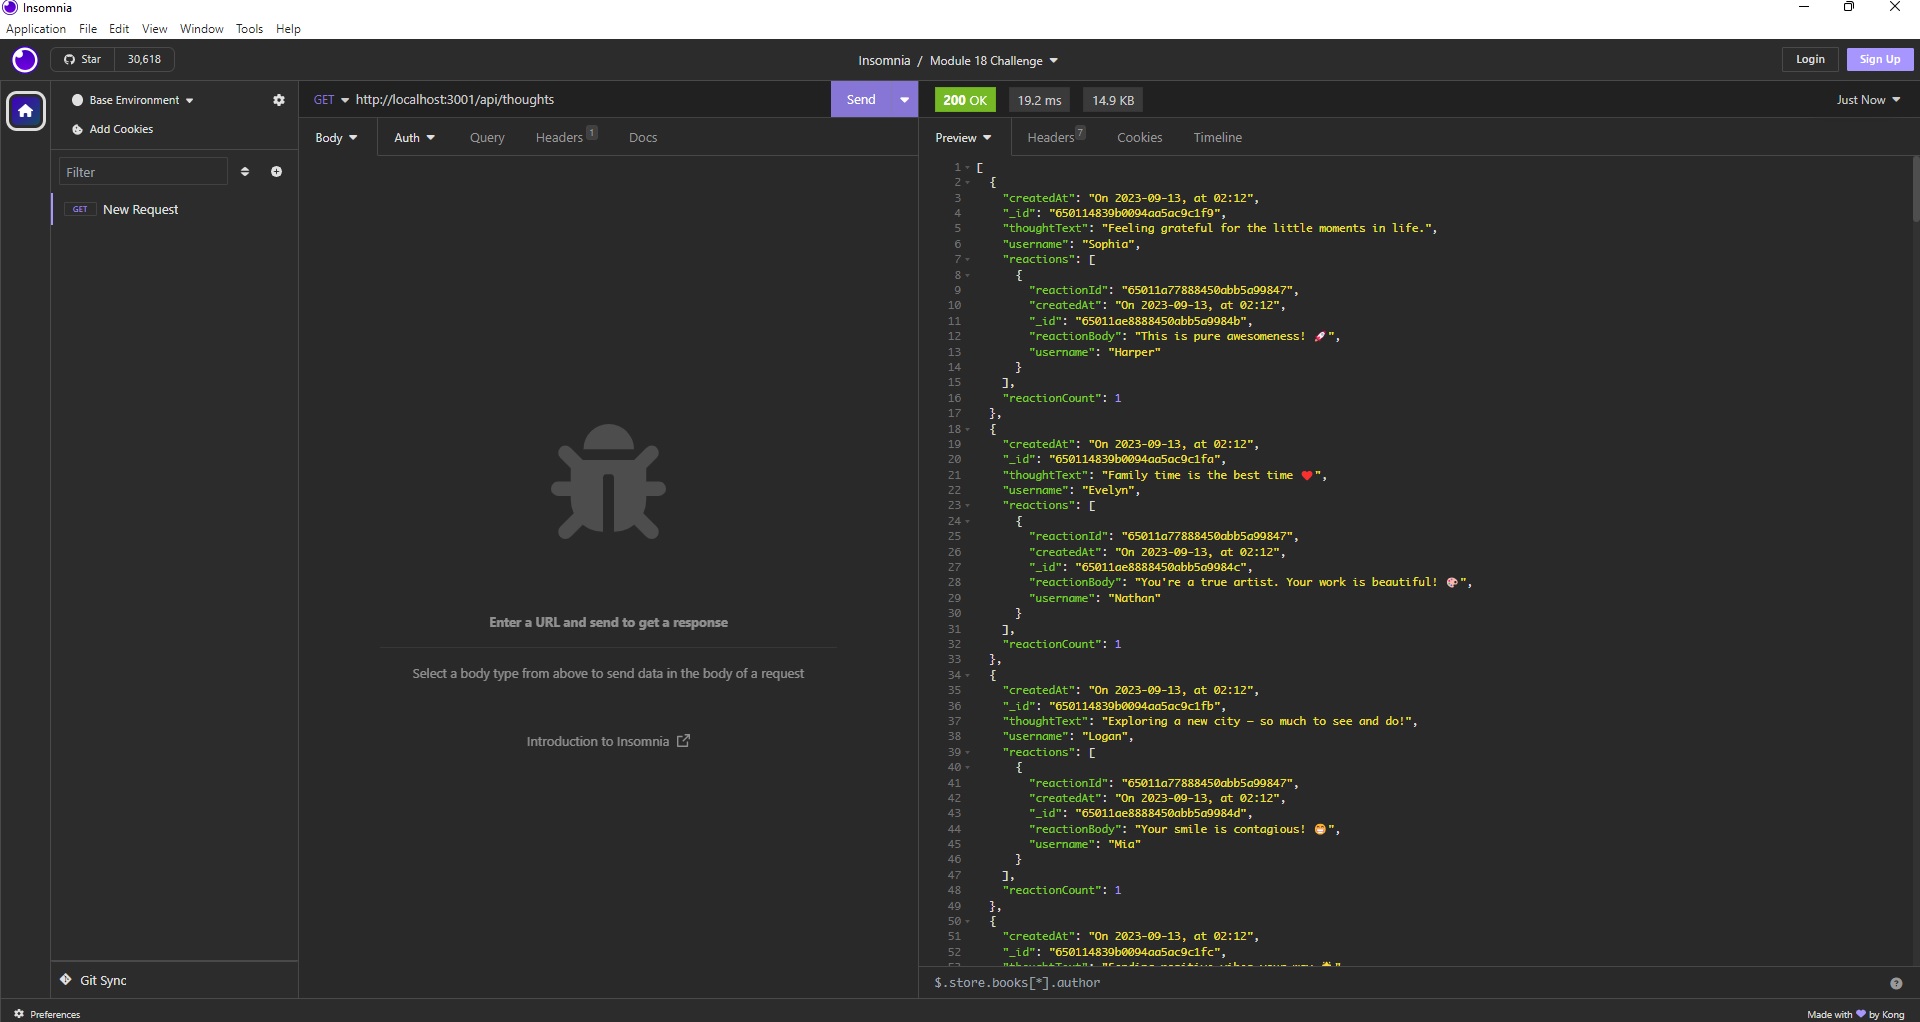 Insomnia
Application File Edit View Window Tools Help
Star 30,618
Insomnia / Module 18 Challenge
Login Sign Up
Base Environment
Add Cookies
Filter
GET New Request
Git Sync
Preferences
GET http://localhost:3001/api/thoughts Send
Body Auth Query Headers 1 Docs
Enter a URL and send to get a response
Select a body type from above to send data in the body of a request
Introduction to Insomnia
200 OK 19.2 ms 14.9 KB Just Now
Preview Headers 7 Cookies Timeline
1 [
2 {
3 "createdAt": "On 2023-09-13, at 02:12",
4 "_id": "650114839b0094aa5ac9c1f9",
5 "thoughtText": "Feeling grateful for the little moments in life.",
6 "username": "Sophia",
7 "reactions": [
8 {
9 "reactionId": "65011a77888450abb5a99847",
10 "createdAt": "On 2023-09-13, at 02:12",
11 "_id": "65011ae8888450abb5a9984b",
12 "reactionBody": "This is pure awesomeness! 🚀",
13 "username": "Harper"
14 }
15 ],
16 "reactionCount": 1
17 },
18 {
19 "createdAt": "On 2023-09-13, at 02:12",
20 "_id": "650114839b0094aa5ac9c1fa",
21 "thoughtText": "Family time is the best time ❤️",
22 "username": "Evelyn",
23 "reactions": [
24 {
25 "reactionId": "65011a77888450abb5a99847",
26 "createdAt": "On 2023-09-13, at 02:12",
27 "_id": "65011ae8888450abb5a9984c",
28 "reactionBody": "You're a true artist. Your work is beautiful! 🎨",
29 "username": "Nathan"
30 }
31 ],
32 "reactionCount": 1
33 },
34 {
35 "createdAt": "On 2023-09-13, at 02:12",
36 "_id": "650114839b0094aa5ac9c1fb",
37 "thoughtText": "Exploring a new city – so much to see and do!",
38 "username": "Logan",
39 "reactions": [
40 {
41 "reactionId": "65011a77888450abb5a99847",
42 "createdAt": "On 2023-09-13, at 02:12",
43 "_id": "65011ae8888450abb5a9984d",
44 "reactionBody": "Your smile is contagious! 😁",
45 "username": "Mia"
46 }
47 ],
48 "reactionCount": 1
49 },
50 {
51 "createdAt": "On 2023-09-13, at 02:12",
52 "_id": "650114839b0094aa5ac9c1fc",
$.store.books[*].author
Made with 💜 by Kong